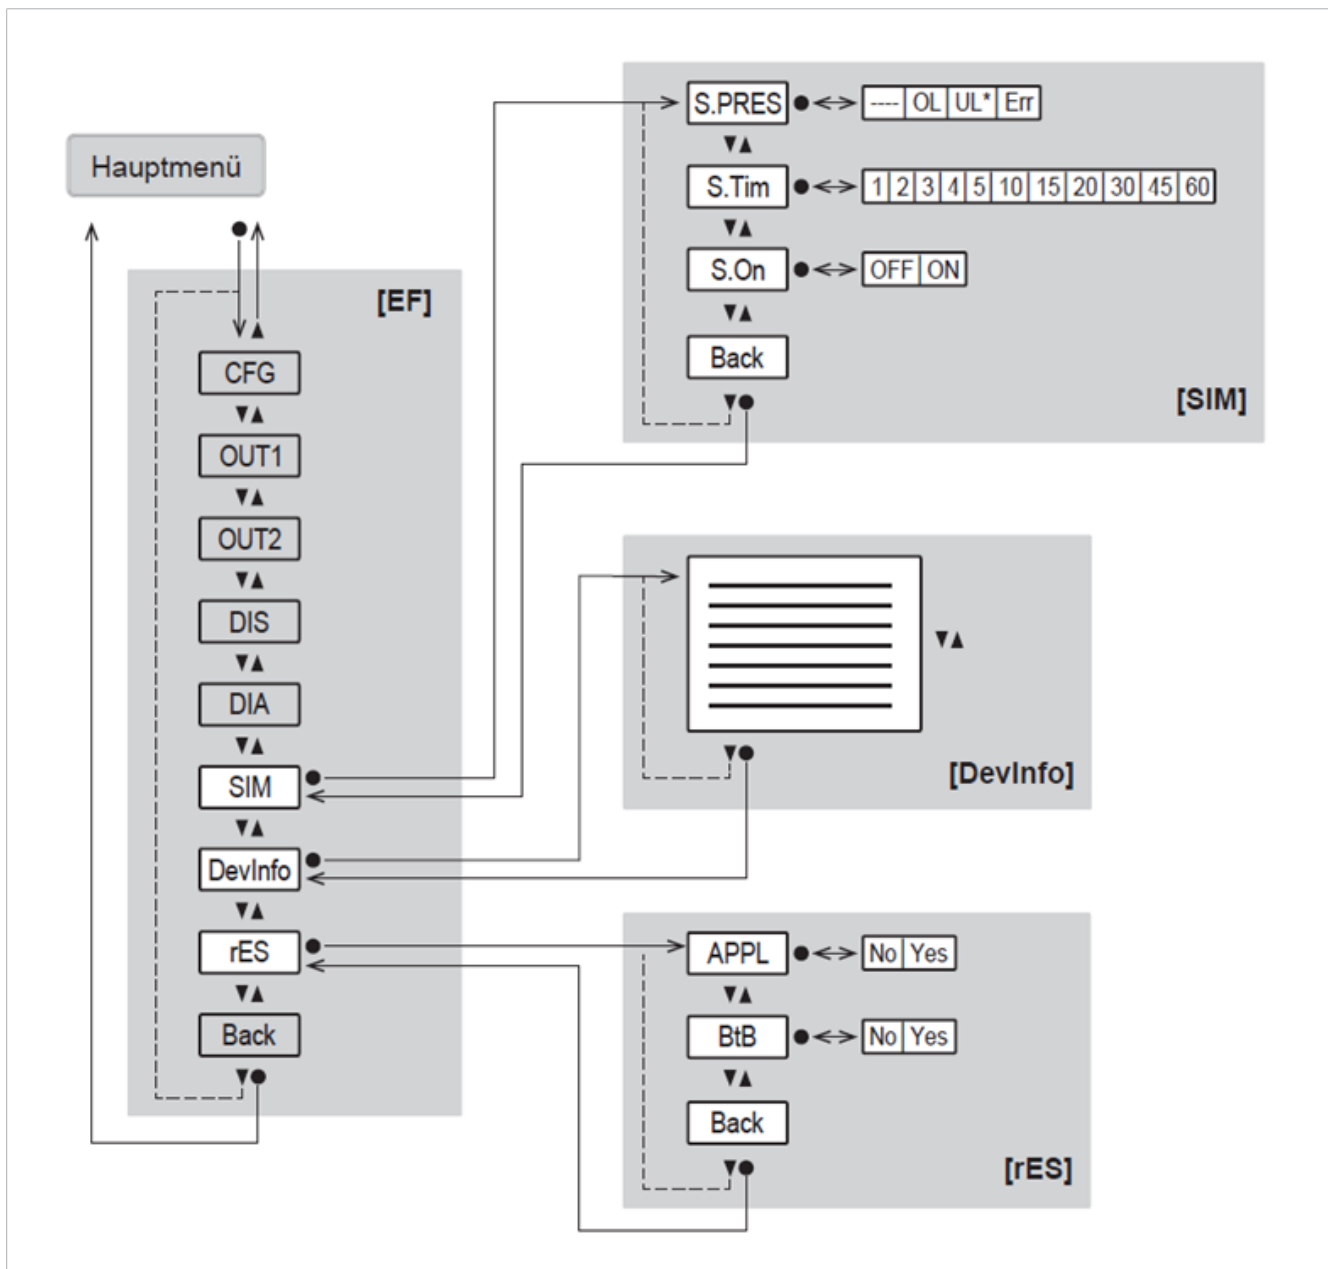 Hauptmenü
[EF]
CFG
OUT1
OUT2
DIS
DIA
SIM
DevInfo
rES
Back
S.PRES ---- OL UL* Err
S.Tim 1 2 3 4 5 10 15 20 30 45 60
S.On OFF ON
Back
[SIM]
[DevInfo]
APPL No Yes
BtB No Yes
Back
[rES]